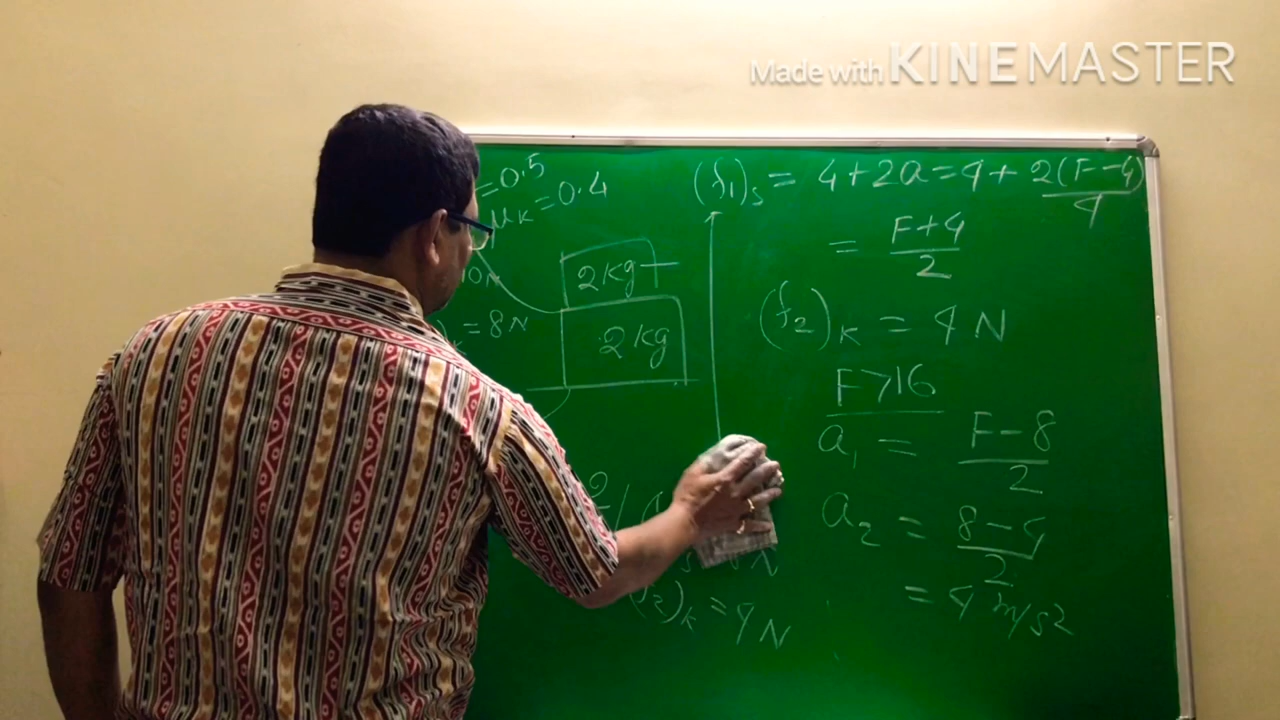 Made with KINEMASTER
=0.5
μK=0.4
10N
K = 8N
2kg
2kg
(f1)s = 4+2a=4+ 2(F-4)/4
= F+4/2
(f2)K = 4N
F>16
a1 = F-8/2
a2 = 8-4/2
= 4 m/s2
(f2)K = 4N